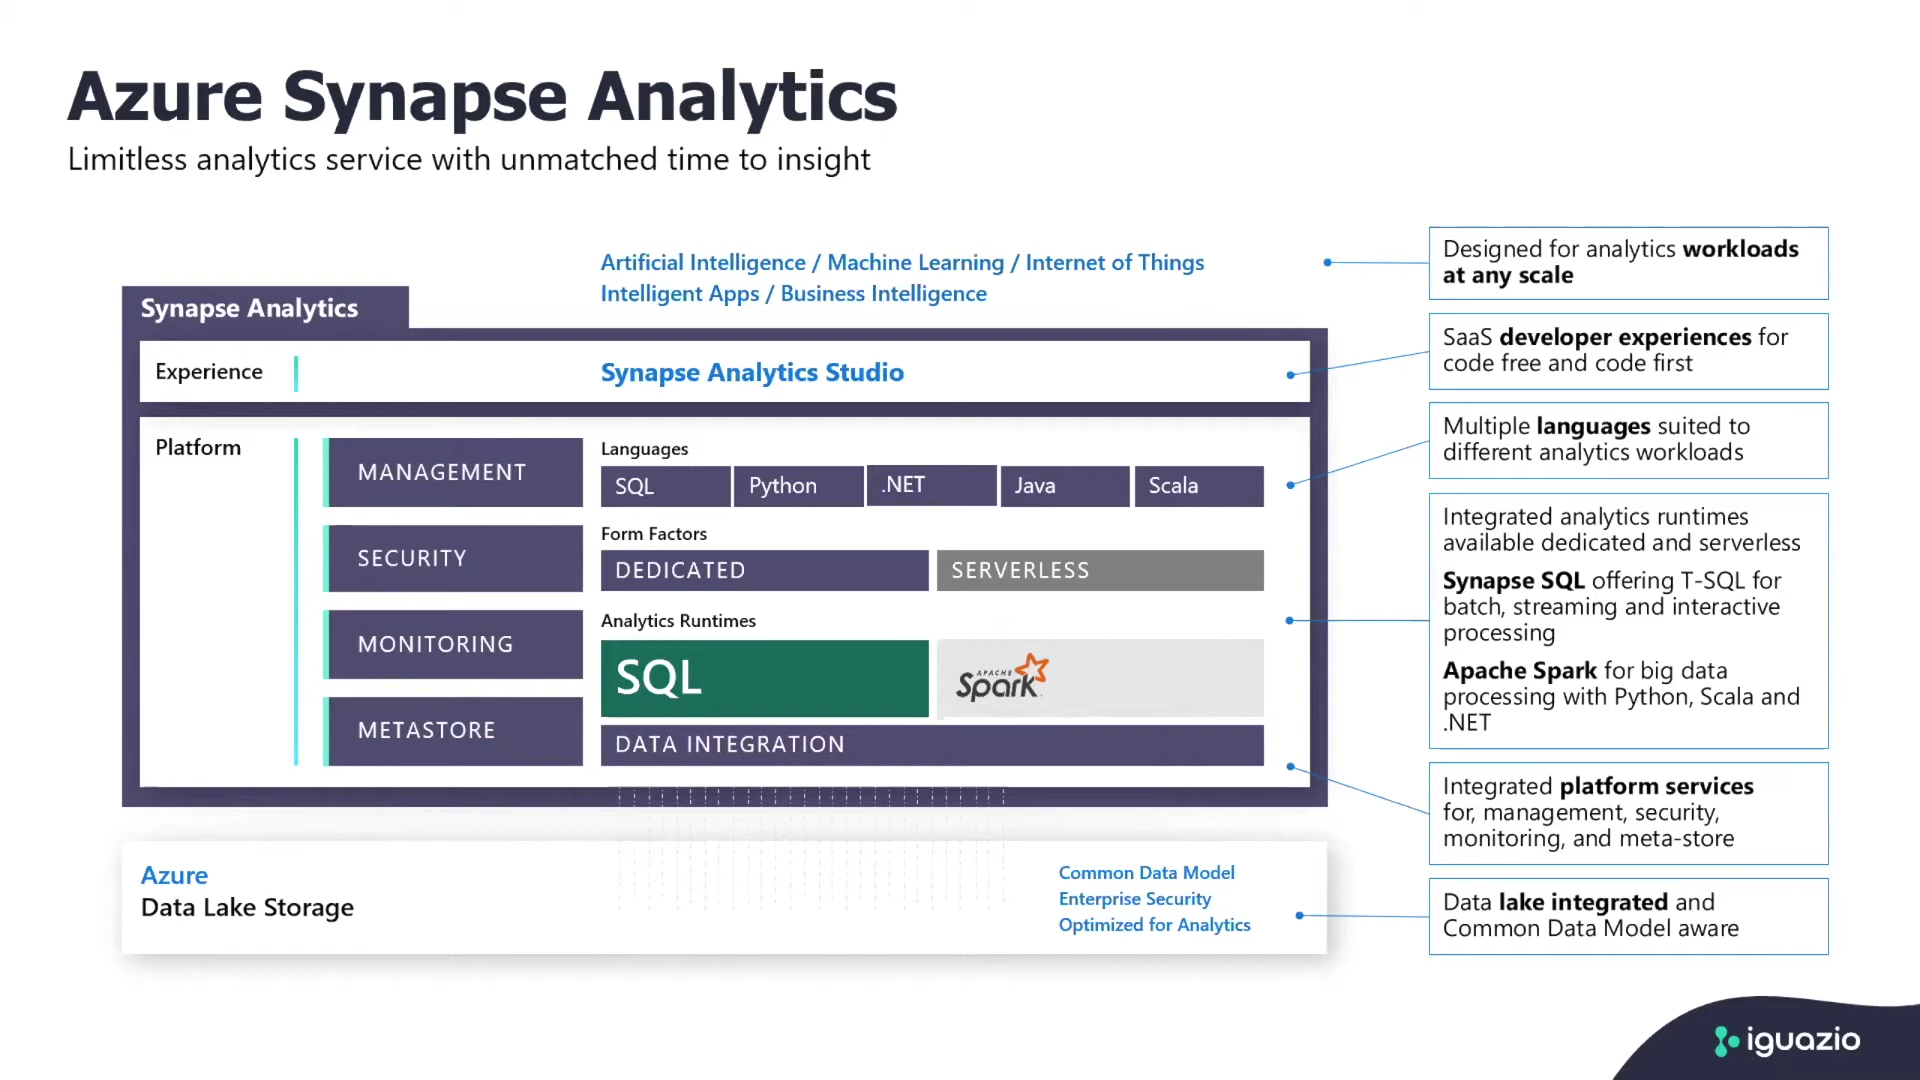 Azure Synapse Analytics
Limitless analytics service with unmatched time to insight
Artificial Intelligence / Machine Learning / Internet of Things
Intelligent Apps / Business Intelligence
Synapse Analytics
Experience
Synapse Analytics Studio
Platform
MANAGEMENT
SECURITY
MONITORING
METASTORE
Languages
SQL
Python
.NET
Java
Scala
Form Factors
DEDICATED
SERVERLESS
Analytics Runtimes
SQL
APACHE
Spark
DATA INTEGRATION
Azure
Data Lake Storage
Common Data Model
Enterprise Security
Optimized for Analytics
Designed for analytics workloads
at any scale
SaaS developer experiences for
code free and code first
Multiple languages suited to
different analytics workloads
Integrated analytics runtimes
available dedicated and serverless
Synapse SQL offering T-SQL for
batch, streaming and interactive
processing
Apache Spark for big data
processing with Python, Scala and
.NET
Integrated platform services
for, management, security,
monitoring, and meta-store
Data lake integrated and
Common Data Model aware
iguazio